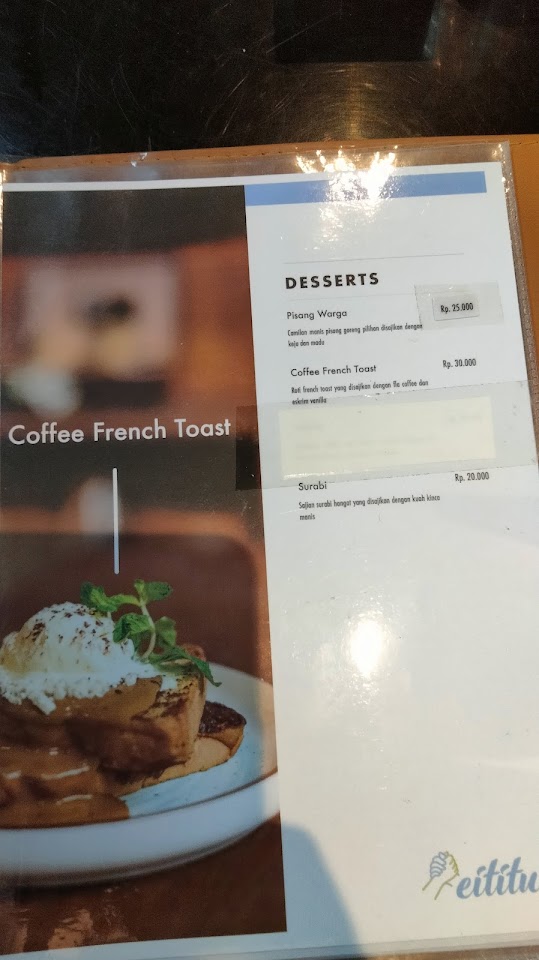 Coffee French Toast
DESSERTS
Pisang Warga
Rp. 25.000
Camilan manis pisang goreng pilihan disajikan dengan
keju dan madu
Coffee French Toast
Rp. 30.000
Roti french toast yang disajikan dengan fla coffee dan
eskrim vanilla
Surabi
Rp. 20.000
Sajian surabi hangat yang disajikan dengan kuah kinca
manis